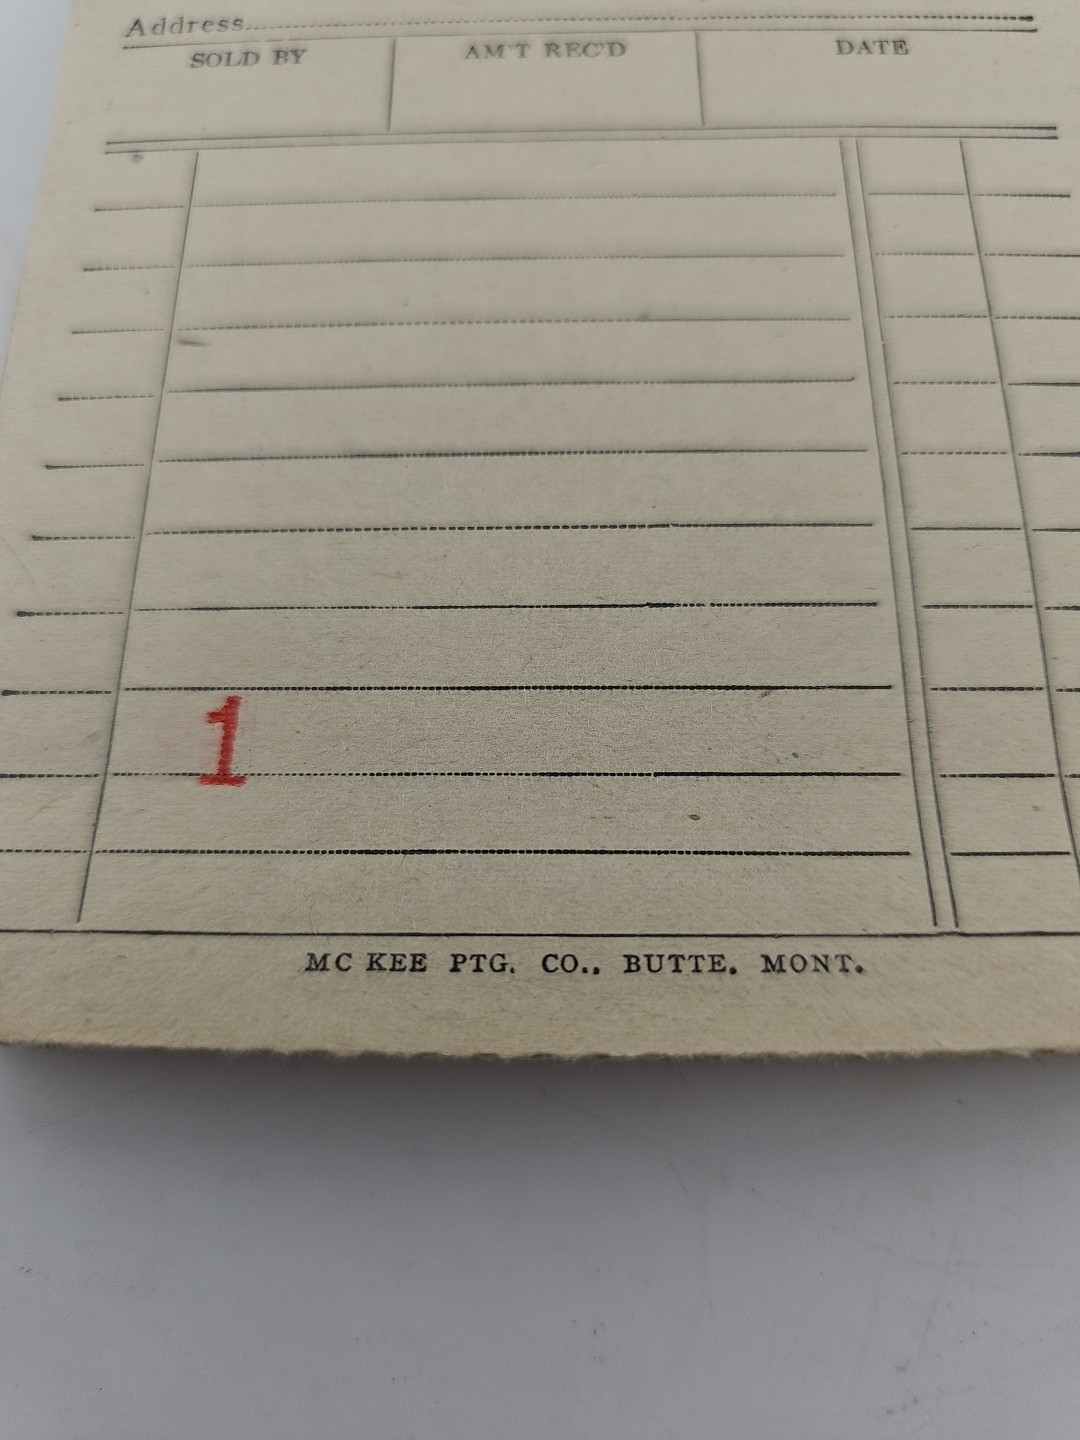 Address
SOLD BY AM'T REC'D DATE
1
MC KEE PTG. CO., BUTTE, MONT.